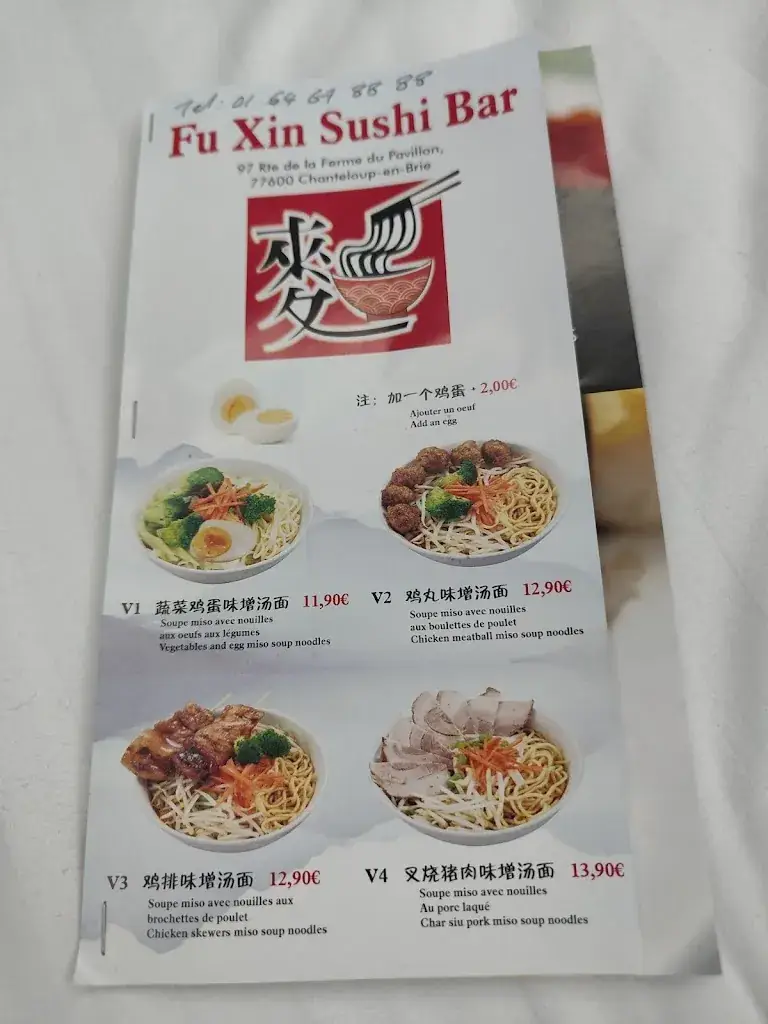 Tel: 01 64 67 88 88
Fu Xin Sushi Bar
97 Rte de la Ferme du Pavillon,
77600 Chanteloup-en-Brie
麥
注：加一个鸡蛋 + 2,00€
Ajouter un oeuf
Add an egg
V1 蔬菜鸡蛋味增汤面 11,90€
Soupe miso avec nouilles
aux oeufs aux légumes
Vegetables and egg miso soup noodles
V2 鸡丸味增汤面 12,90€
Soupe miso avec nouilles
aux boulettes de poulet
Chicken meatball miso soup noodles
V3 鸡排味增汤面 12,90€
Soupe miso avec nouilles aux
brochettes de poulet
Chicken skewers miso soup noodles
V4 叉烧猪肉味增汤面 13,90€
Soupe miso avec nouilles
Au porc laqué
Char siu pork miso soup noodles